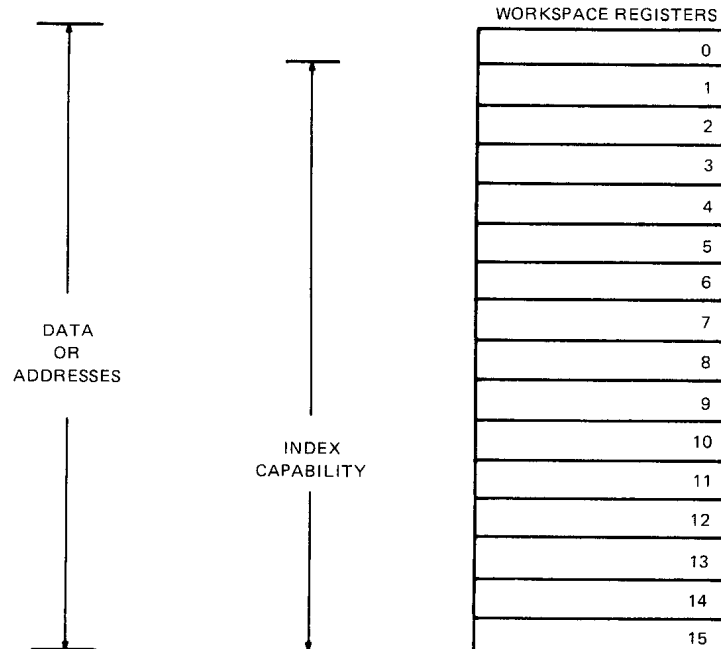 WORKSPACE REGISTERS
0
1
2
3
4
5
6
7
DATA
OR
ADDRESSES
8
9
INDEX
CAPABILITY
10
11
12
13
14
15